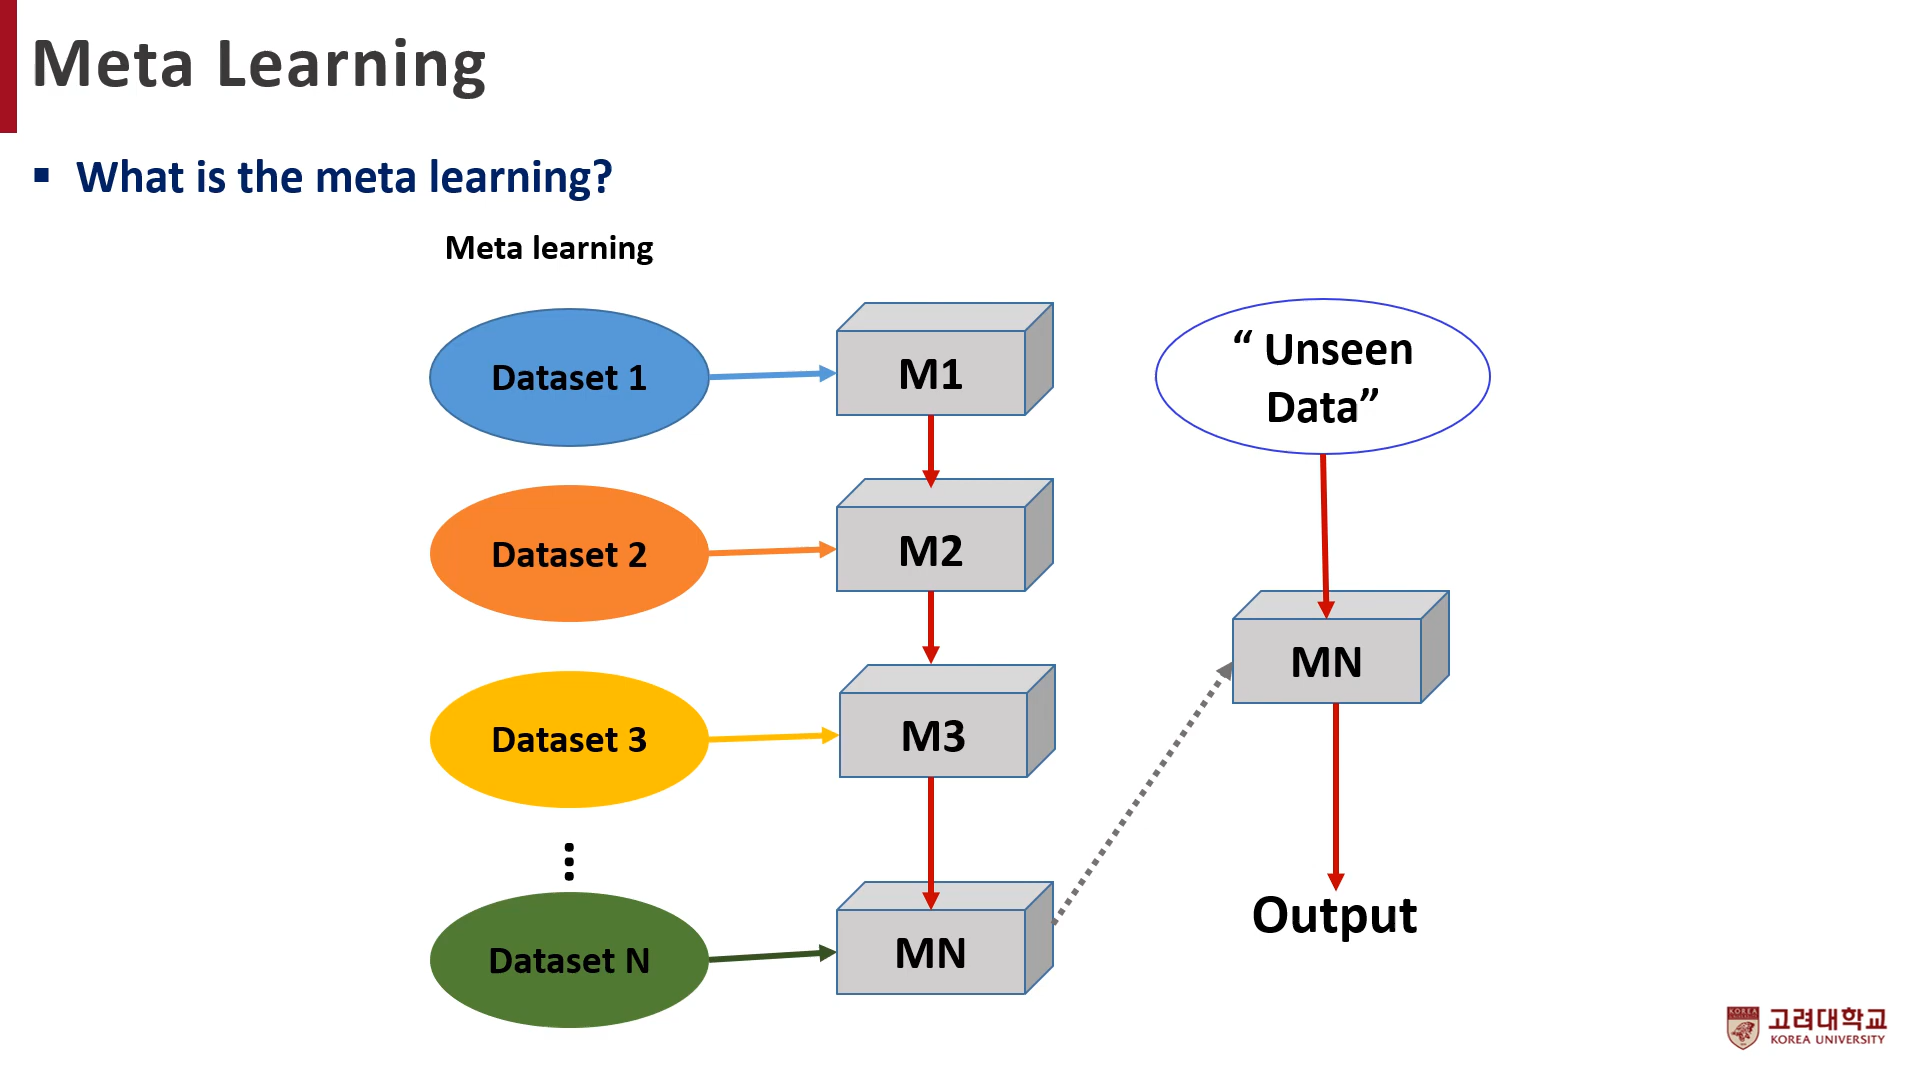 Meta Learning
What is the meta learning?
Meta learning
Dataset 1
M1
“ Unseen
Data”
Dataset 2
M2
MN
Dataset 3
M3
Output
Dataset N
MN
고려대학교
KOREA UNIVERSITY
KOREA